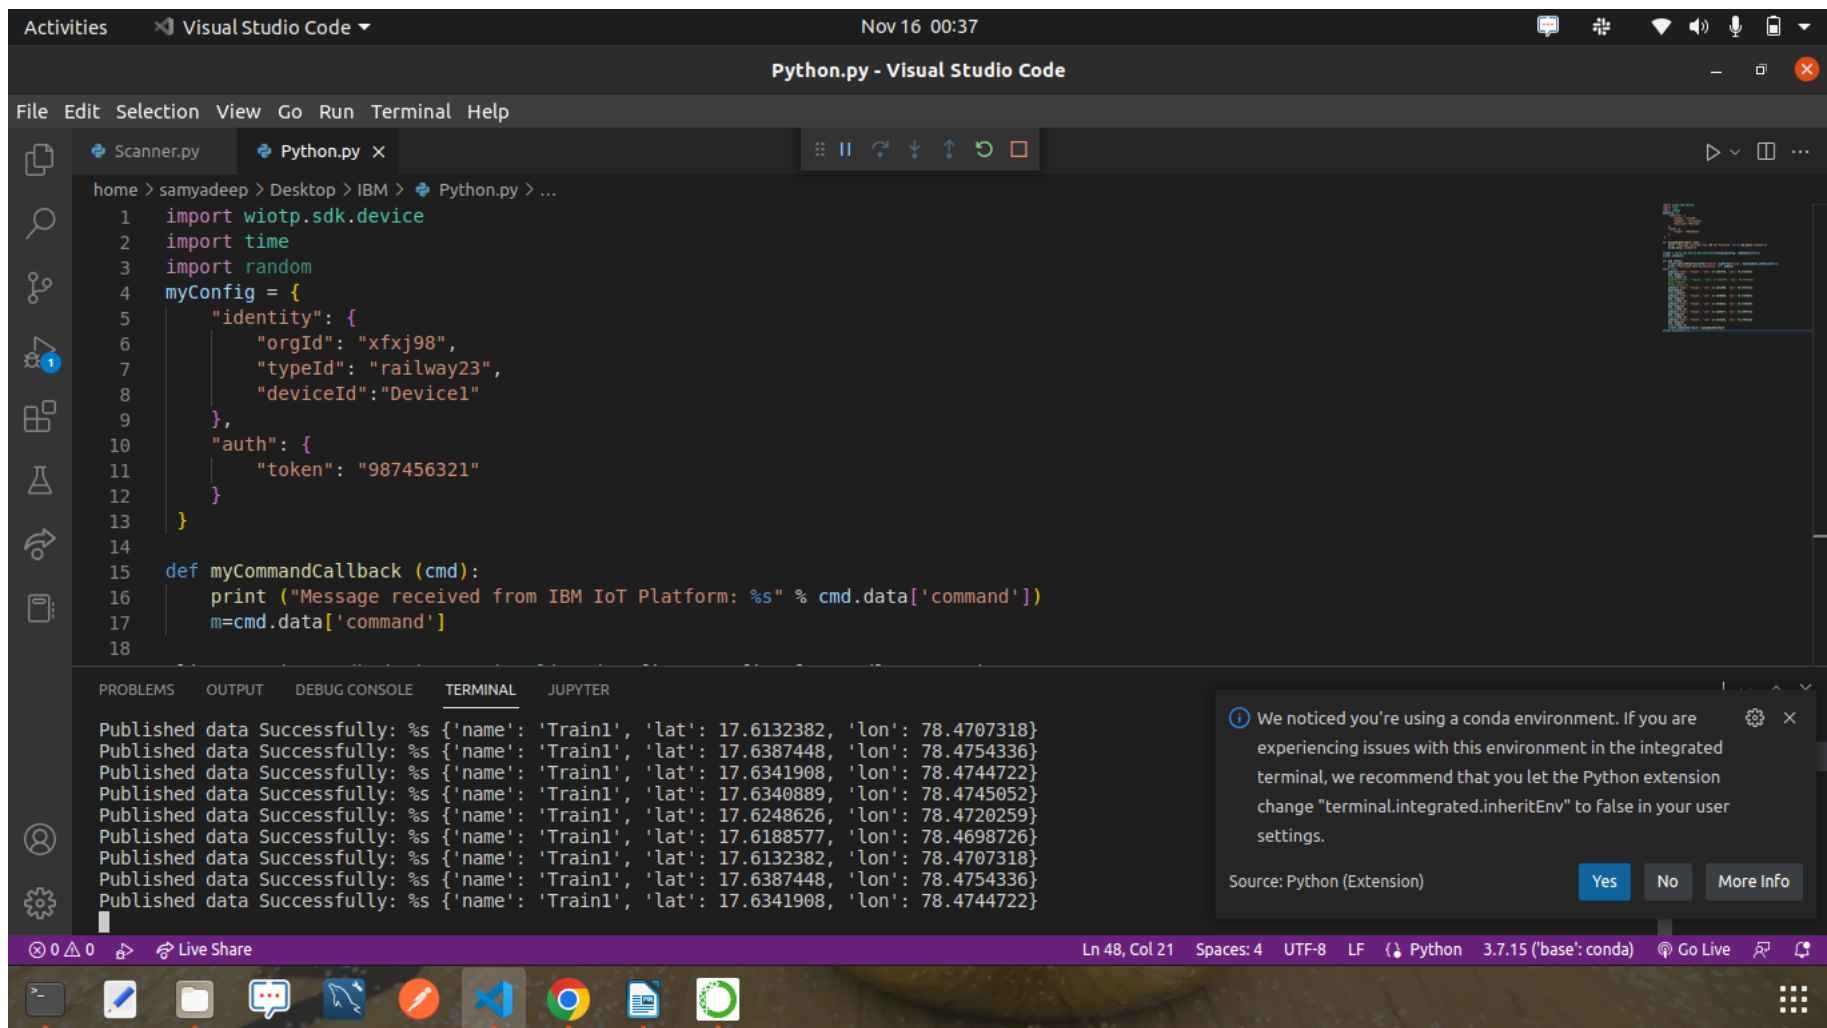 Activities Visual Studio Code Nov 16 00:37
Python.py - Visual Studio Code
File Edit Selection View Go Run Terminal Help
Scanner.py Python.py
home > samyadeep > Desktop > IBM > Python.py > ...
1 import wiotp.sdk.device
2 import time
3 import random
4 myConfig = {
5 "identity": {
6 "orgId": "xfxj98",
7 "typeId": "railway23",
8 "deviceId":"Device1"
9 },
10 "auth": {
11 "token": "987456321"
12 }
13 }
14
15 def myCommandCallback (cmd):
16 print ("Message received from IBM IoT Platform: %s" % cmd.data['command'])
17 m=cmd.data['command']
18
PROBLEMS OUTPUT DEBUG CONSOLE TERMINAL JUPYTER
Published data Successfully: %s {'name': 'Train1', 'lat': 17.6132382, 'lon': 78.4707318}
Published data Successfully: %s {'name': 'Train1', 'lat': 17.6387448, 'lon': 78.4754336}
Published data Successfully: %s {'name': 'Train1', 'lat': 17.6341908, 'lon': 78.4744722}
Published data Successfully: %s {'name': 'Train1', 'lat': 17.6340889, 'lon': 78.4745052}
Published data Successfully: %s {'name': 'Train1', 'lat': 17.6248626, 'lon': 78.4720259}
Published data Successfully: %s {'name': 'Train1', 'lat': 17.6188577, 'lon': 78.4698726}
Published data Successfully: %s {'name': 'Train1', 'lat': 17.6132382, 'lon': 78.4707318}
Published data Successfully: %s {'name': 'Train1', 'lat': 17.6387448, 'lon': 78.4754336}
Published data Successfully: %s {'name': 'Train1', 'lat': 17.6341908, 'lon': 78.4744722}
We noticed you're using a conda environment. If you are
experiencing issues with this environment in the integrated
terminal, we recommend that you let the Python extension
change "terminal.integrated.inheritEnv" to false in your user
settings.
Source: Python (Extension) Yes No More Info
0 0 Live Share Ln 48, Col 21 Spaces: 4 UTF-8 LF Python 3.7.15 ('base': conda) Go Live